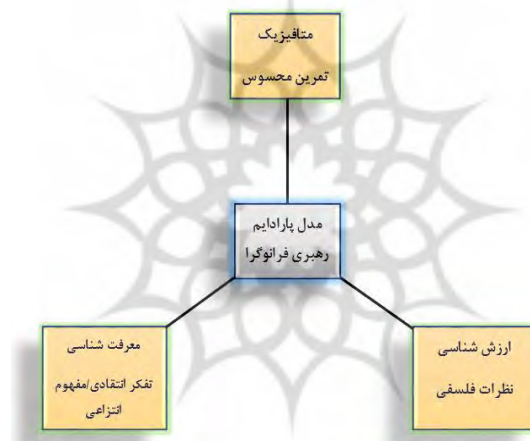 متافیزیک
تمرین محسوس
مدل پارادایم
رهبری فرانوگرا
معرفت شناسی
تفکر انتقادی/مفهوم
انتزاعی
ارزش شناسی
نظرات فلسفی